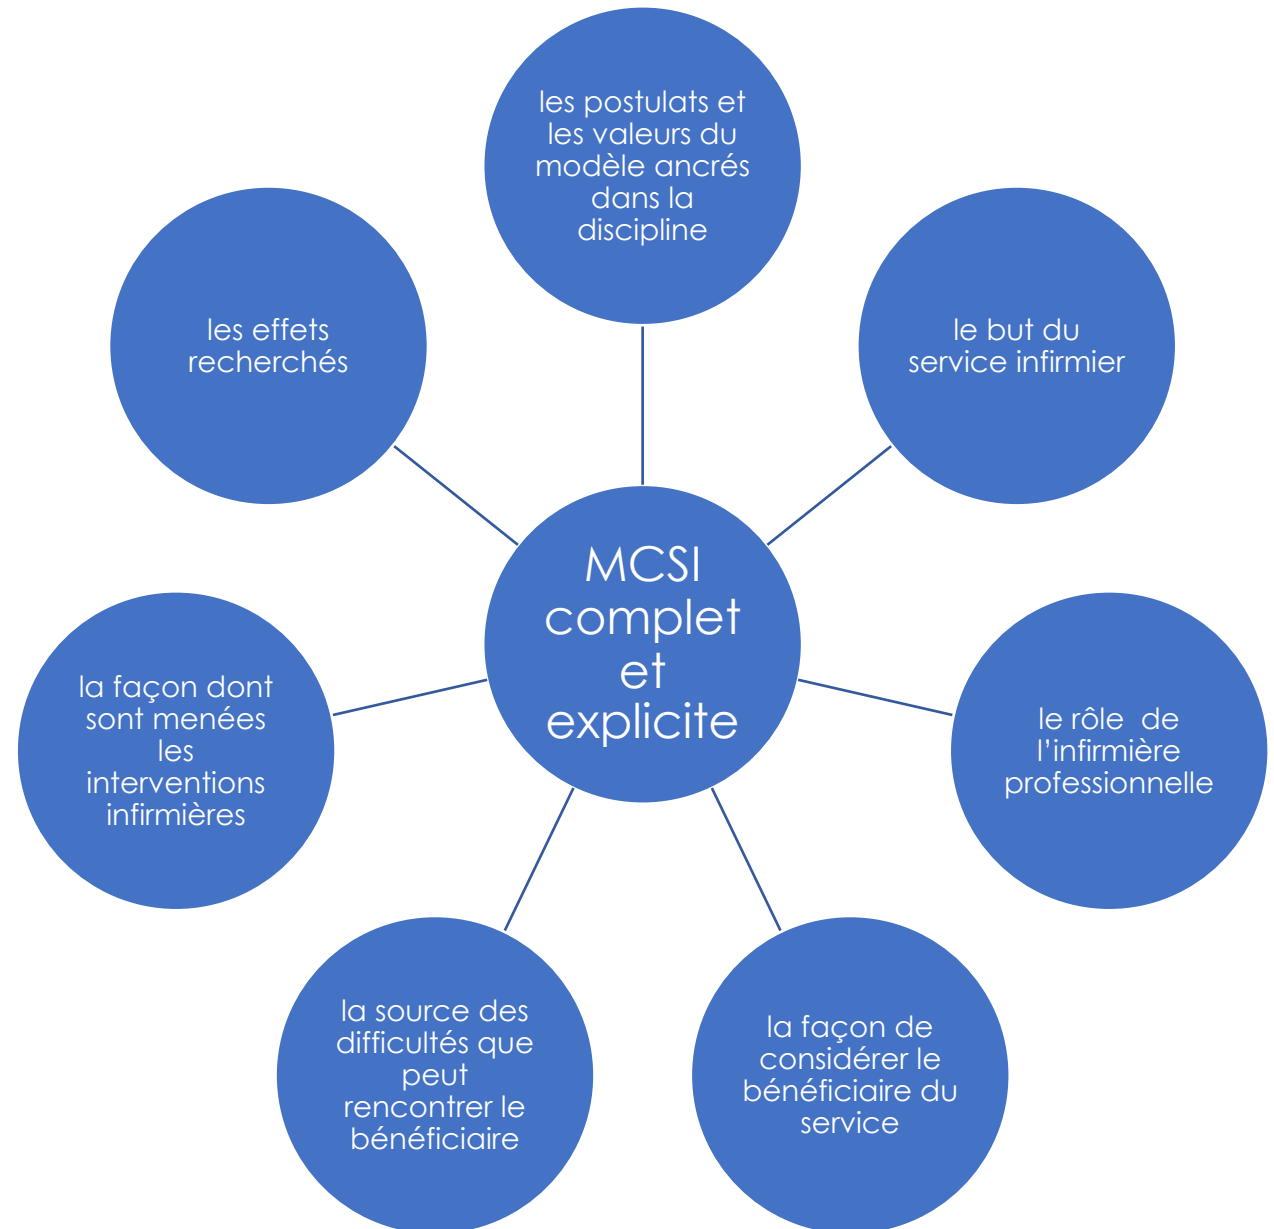 les postulats et
les valeurs du
modèle ancrés
dans la
discipline
le but du
service infirmier
le rôle  de
l’infirmière
professionnelle
la façon de
considérer le
bénéficiaire du
service
la source des
difficultés que
peut
rencontrer le
bénéficiaire
la façon dont
sont menées
les
interventions
infirmières
les effets
recherchés
MCSI
complet
et
explicite